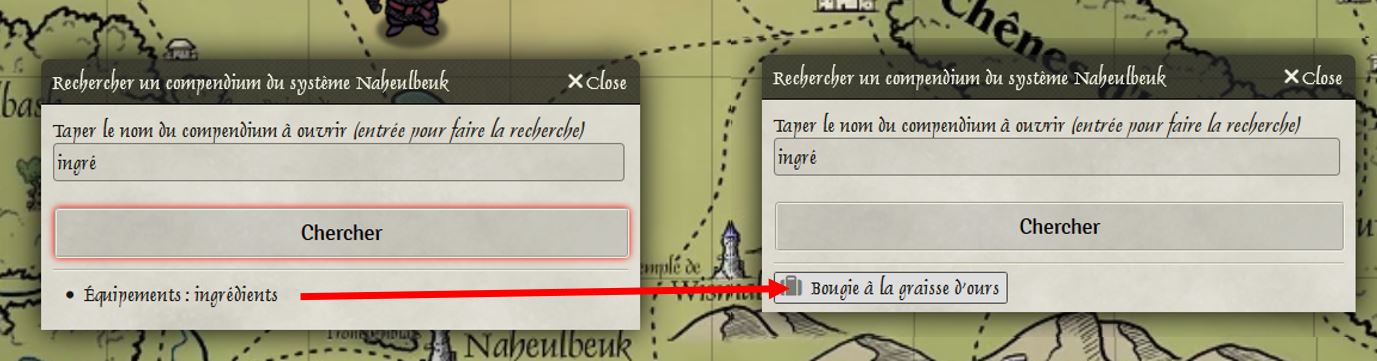 Chênes
Rechercher un compendium du système Naheulbeuk
Close
Taper le nom du compendium à ouvrir (entrée pour faire la recherche)
ingré
Chercher
• Équipements : ingrédients
Rechercher un compendium du système Naheulbeuk
Close
Taper le nom du compendium à ouvrir (entrée pour faire la recherche)
ingré
Chercher
Bougie à la graisse d'ours
Naheulbeuk